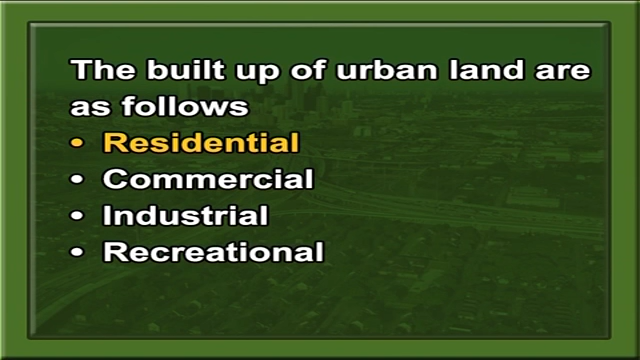 The built up of urban land are
as follows
• Residential
• Commercial
• Industrial
• Recreational